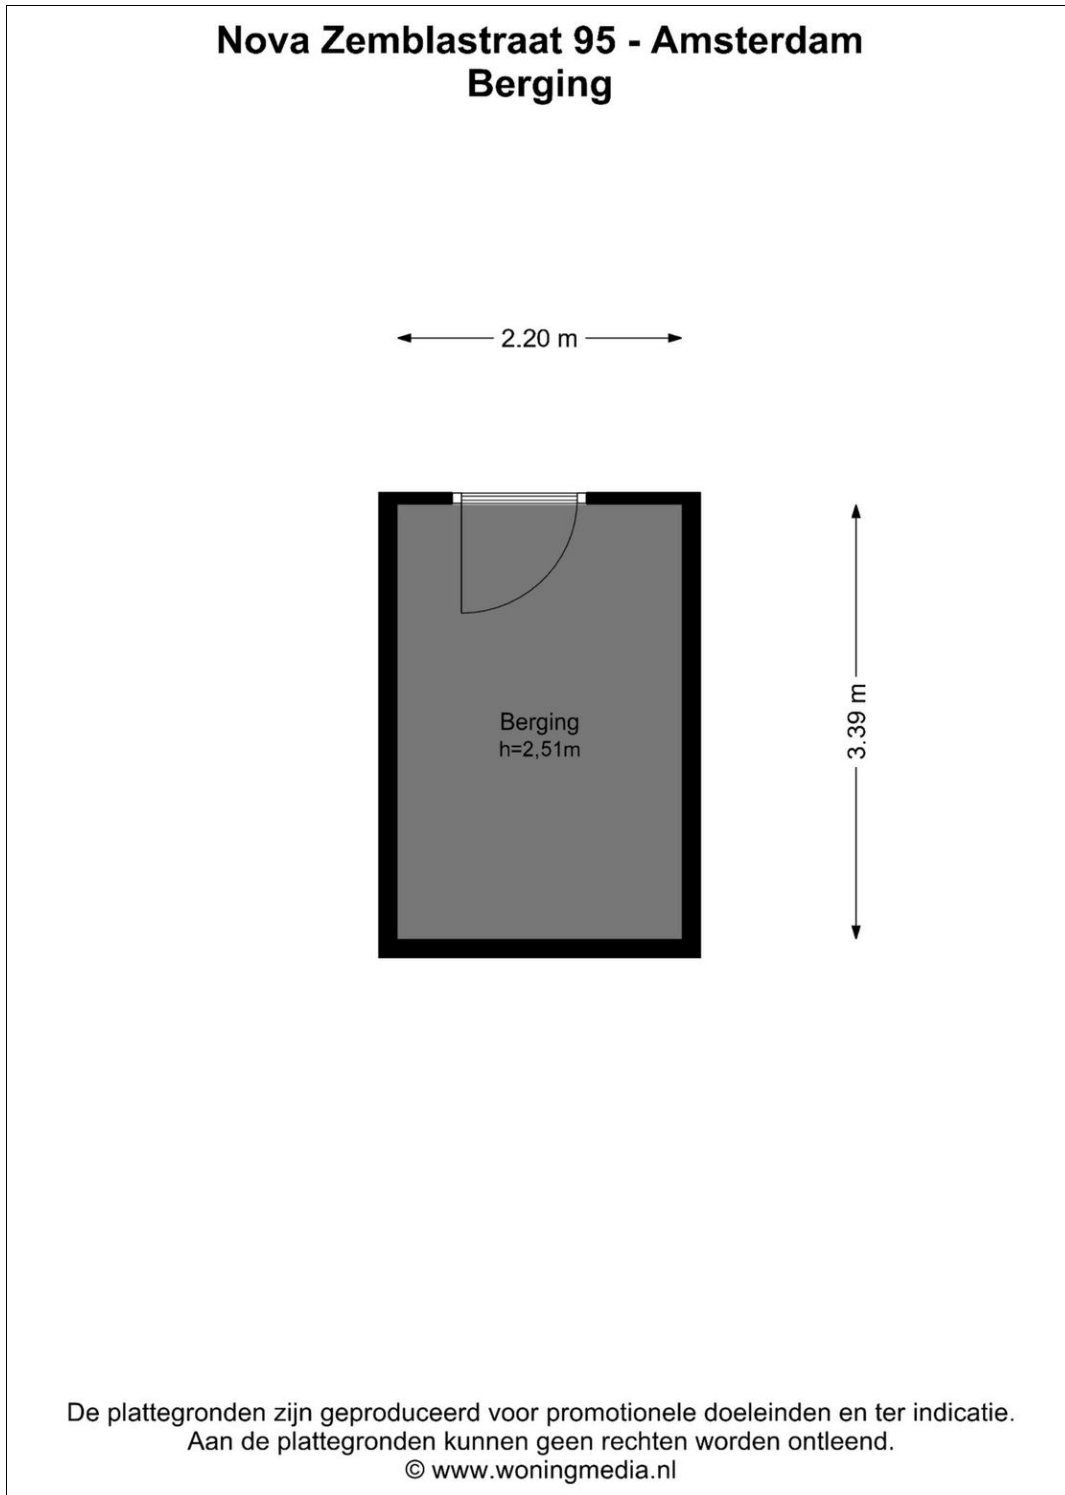 Nova Zemblastraat 95 - Amsterdam
Berging
2.20 m
Berging
h=2,51m
3.39 m
De plattegronden zijn geproduceerd voor promotionele doeleinden en ter indicatie.
Aan de plattegronden kunnen geen rechten worden ontleend.
© www.woningmedia.nl